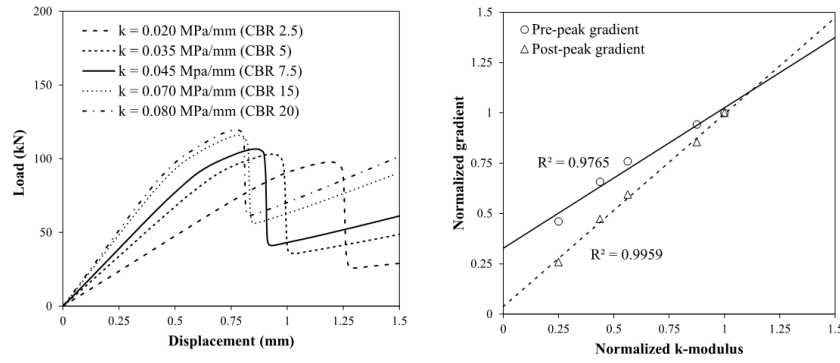 200
150
100
50
0
Load (kN)
k = 0.020 MPa/mm (CBR 2.5)
k = 0.035 MPa/mm (CBR 5)
k = 0.045 Mpa/mm (CBR 7.5)
k = 0.070 MPa/mm (CBR 15)
k = 0.080 MPa/mm (CBR 20)
0 0.25 0.5 0.75 1 1.25 1.5
Displacement (mm)
1.5
1.25
1
0.75
0.5
0.25
0
Normalized gradient
Pre-peak gradient
Post-peak gradient
R² = 0.9765
R² = 0.9959
0 0.25 0.5 0.75 1 1.25 1.5
Normalized k-modulus